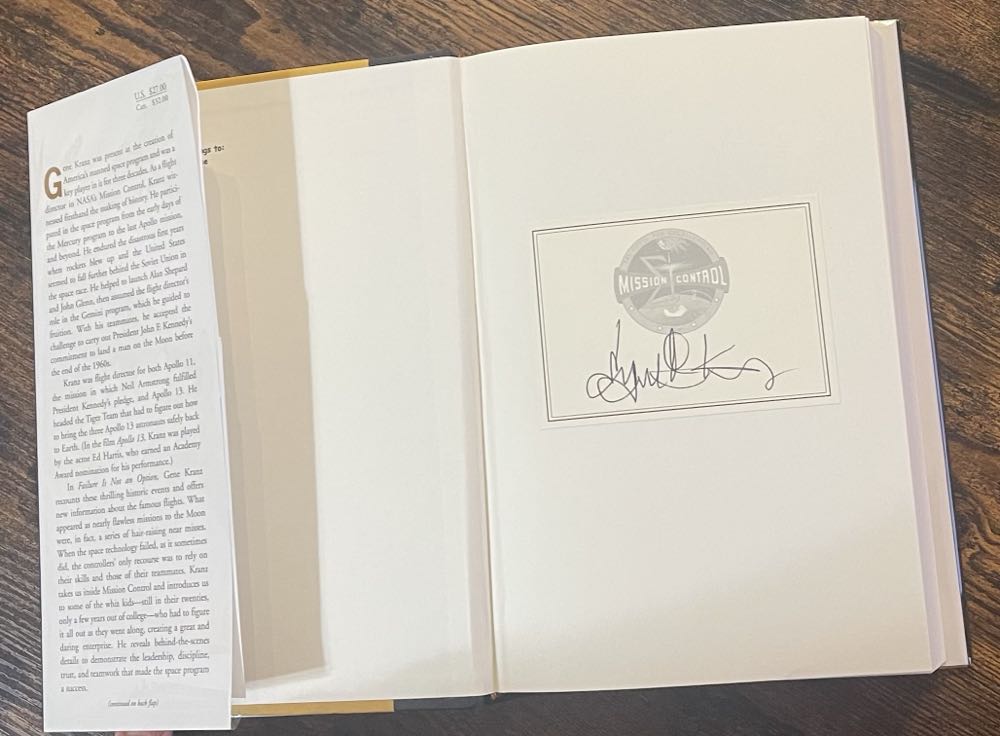 U.S. $27.00
Can. $32.00
Gene Kranz was present at the creation of
America's manned space program and was a
key player in it for three decades. As a flight
director in NASA's Mission Control, Kranz wit-
nessed firsthand the making of history. He partici-
pated in the space program from the early days of
the Mercury program to the last Apollo mission,
and beyond. He endured the disastrous first years
when rockets blew up and the United States
seemed to fall further behind the Soviet Union in
the space race. He helped to launch Alan Shepard
and John Glenn, then assumed the flight director's
role in the Gemini program, which he guided to
fruition. With his teammates, he accepted the
challenge to carry out President John F. Kennedy's
commitment to land a man on the Moon before
the end of the 1960s.
Kranz was flight director for both Apollo 11,
the mission in which Neil Armstrong fulfilled
President Kennedy's pledge, and Apollo 13. He
headed the Tiger Team that had to figure out how
to bring the three Apollo 13 astronauts safely back
to Earth. (In the film Apollo 13, Kranz was played
by the actor Ed Harris, who earned an Academy
Award nomination for his performance.)
In Failure Is Not an Option, Gene Kranz
recounts these thrilling historic events and offers
new information about the famous flights. What
appeared as nearly flawless missions to the Moon
were, in fact, a series of hair-raising near misses.
When the space technology failed, as it sometimes
did, the controllers' only recourse was to rely on
their skills and those of their teammates. Kranz
takes us inside Mission Control and introduces us
to some of the whiz kids—still in their twenties,
only a few years out of college—who had to figure
it all out as they went along, creating a great and
daring enterprise. He reveals behind-the-scenes
details to demonstrate the leadership, discipline,
trust, and teamwork that made the space program
a success.
(continued on back flap)
ngs to:
MISSION CONTROL